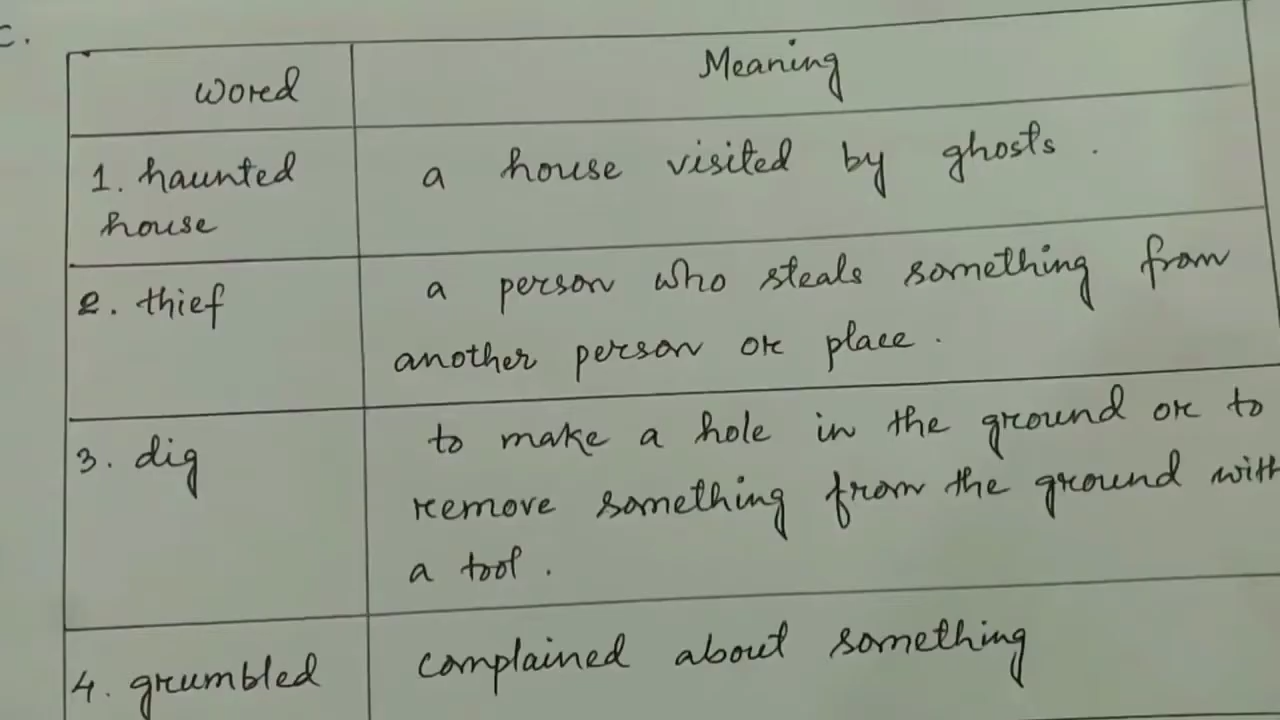 c.
Word Meaning
1. haunted a house visited by ghosts.
house
2. thief a person who steals something from
another person or place.
3. dig to make a hole in the ground or to
remove something from the ground with
a tool.
4. grumbled complained about something